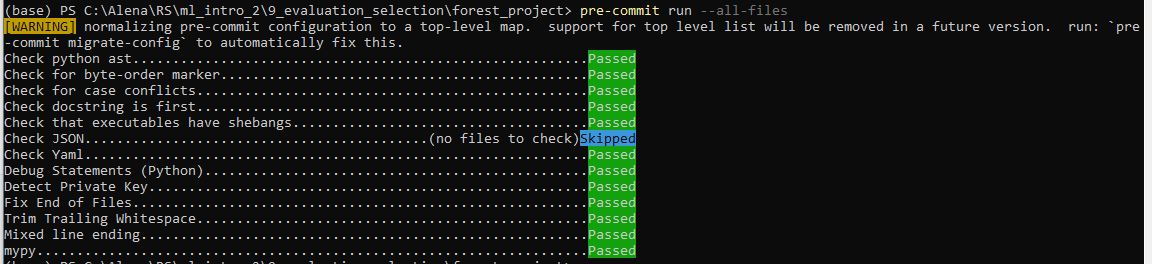 (base) PS C:\Alena\RS\ml_intro_2\9_evaluation_selection\forest_project> pre-commit run --all-files
[WARNING] normalizing pre-commit configuration to a top-level map.  support for top level list will be removed in a future version.  run: `pre
-commit migrate-config` to automatically fix this.
Check python ast.........................................................Passed
Check for byte-order marker..............................................Passed
Check for case conflicts.................................................Passed
Check docstring is first.................................................Passed
Check that executables have shebangs.....................................Passed
Check JSON...........................................(no files to check)Skipped
Check Yaml...............................................................Passed
Debug Statements (Python)................................................Passed
Detect Private Key.......................................................Passed
Fix End of Files.........................................................Passed
Trim Trailing Whitespace.................................................Passed
Mixed line ending........................................................Passed
mypy.....................................................................Passed